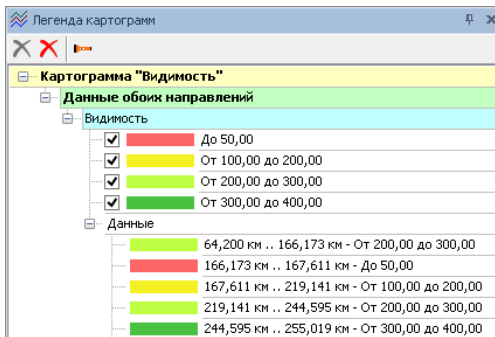 Легенда картограмм
Картограмма "Видимость"
Данные обоих направлений
Видимость
До 50,00
От 100,00 до 200,00
От 200,00 до 300,00
От 300,00 до 400,00
Данные
64,200 км .. 166,173 км - От 200,00 до 300,00
166,173 км .. 167,611 км - До 50,00
167,611 км .. 219,141 км - От 100,00 до 200,00
219,141 км .. 244,595 км - От 200,00 до 300,00
244,595 км .. 255,019 км - От 300,00 до 400,00